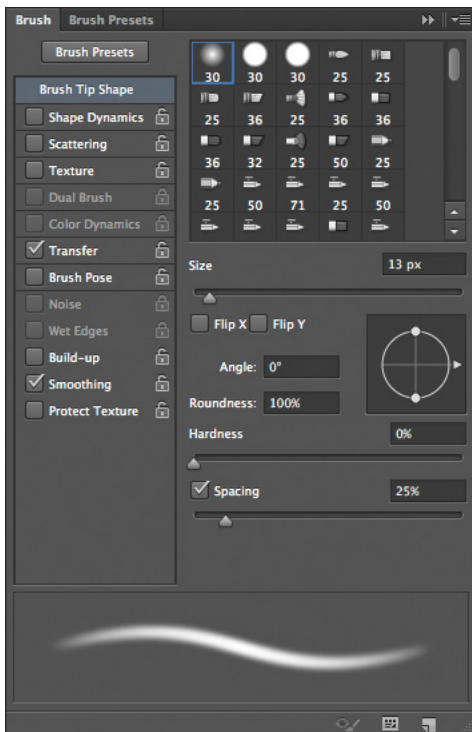 Brush Brush Presets
Brush Presets
Brush Tip Shape
Shape Dynamics
Scattering
Texture
Dual Brush
Color Dynamics
Transfer
Brush Pose
Noise
Wet Edges
Build-up
Smoothing
Protect Texture
30 30 30 25 25
25 36 25 36 36
36 32 25 50 25
25 50 71 25 50
Size 13 px
Flip X Flip Y
Angle: 0°
Roundness: 100%
Hardness 0%
Spacing 25%